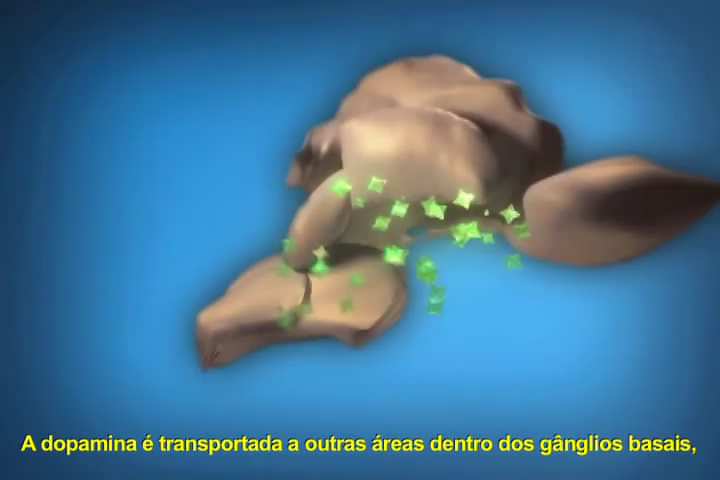 A dopamina é transportada a outras áreas dentro dos gânglios basais,